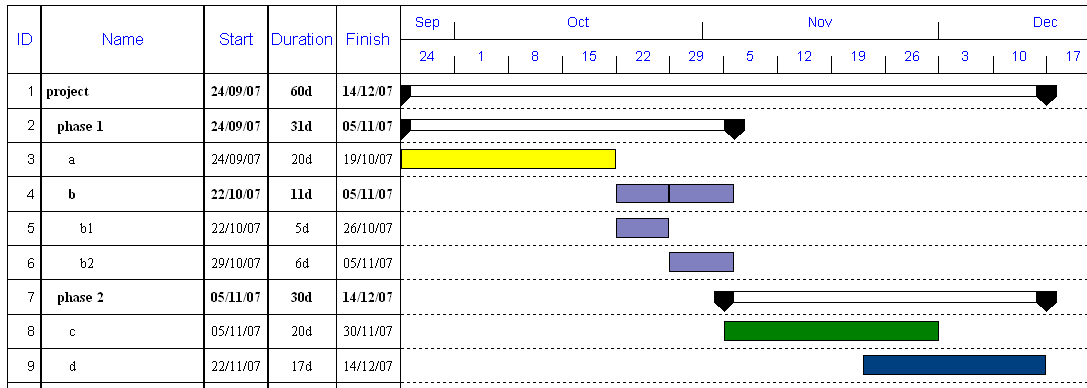 Sep Oct Nov Dec
ID Name Start Duration Finish
24 1 8 15 22 29 5 12 19 26 3 10 17
1 project 24/09/07 60d 14/12/07
2 phase 1 24/09/07 31d 05/11/07
3 a 24/09/07 20d 19/10/07
4 b 22/10/07 11d 05/11/07
5 b1 22/10/07 5d 26/10/07
6 b2 29/10/07 6d 05/11/07
7 phase 2 05/11/07 30d 14/12/07
8 c 05/11/07 20d 30/11/07
9 d 22/11/07 17d 14/12/07